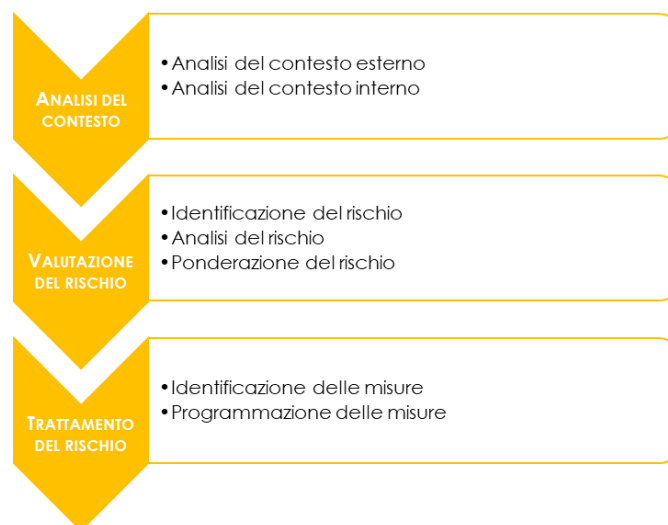 ANALISI DEL
CONTESTO
•Analisi del contesto esterno
•Analisi del contesto interno
VALUTAZIONE
DEL RISCHIO
•Identificazione del rischio
•Analisi del rischio
•Ponderazione del rischio
TRATTAMENTO
DEL RISCHIO
•Identificazione delle misure
•Programmazione delle misure